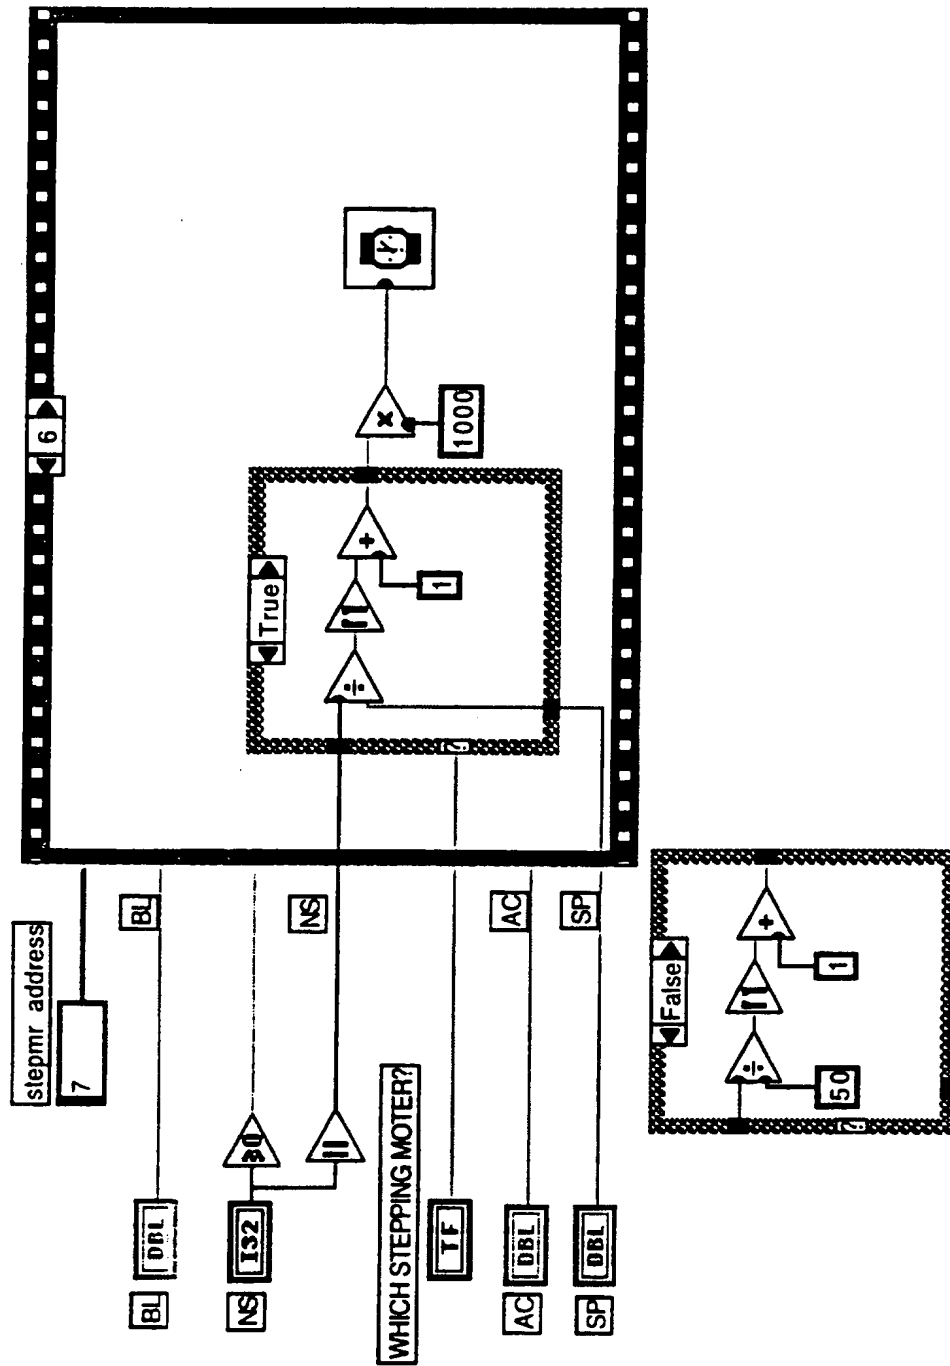 stepmr address
6
7
BL
DBL
BL
NS
I32
True
NS
÷
+
x
1
1000
WHICH STEPPING MOTER?
TF
?
AC
DBL
AC
SP
DBL
SP
False
÷
+
50
1
?